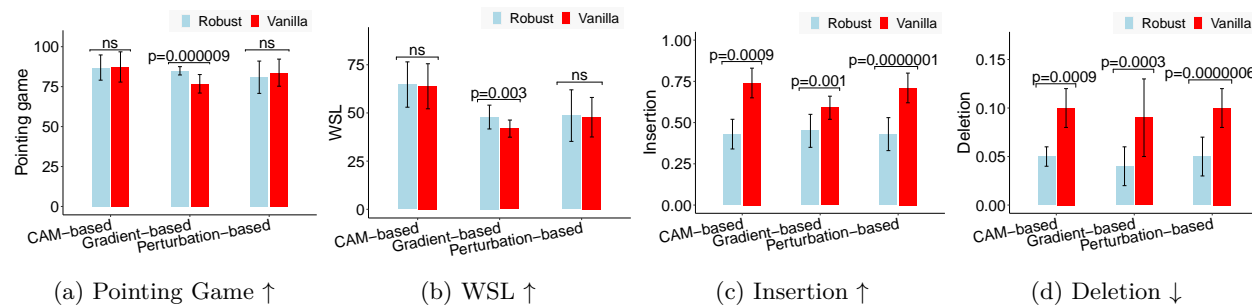 Robust Vanilla
Pointing game
100
75
50
25
0
ns
p=0.000009
ns
CAM−based
Gradient−based
Perturbation−based
(a) Pointing Game ↑
Robust Vanilla
WSL
75
50
25
0
ns
p=0.003
ns
CAM−based
Gradient−based
Perturbation−based
(b) WSL ↑
Robust Vanilla
Insertion
1.00
0.75
0.50
0.25
0.00
p=0.0009
p=0.001
p=0.0000001
CAM−based
Gradient−based
Perturbation−based
(c) Insertion ↑
Robust Vanilla
Deletion
0.15
0.10
0.05
0.00
p=0.0009
p=0.0003
p=0.0000006
CAM−based
Gradient−based
Perturbation−based
(d) Deletion ↓